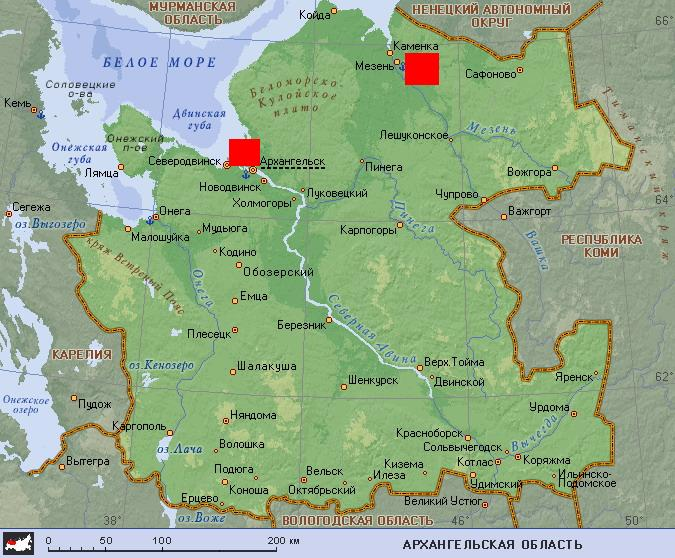 МУРМАНСКАЯ
ОБЛАСТЬ
Койда
НЕНЕЦКИЙ АВТОНОМНЫЙ
ОКРУГ
66°
Каменка
Мезень
Сафоново
БЕЛОЕ МОРЕ
Соловецкие
о-ва
Кемь
Беломорско-
Кулойское
плато
Двинская
губа
Онежский
п-ов
Онежская
губа
Лешуконское
Мезень
Тиманский кряж
Северодвинск
Архангельск
Лямца
Пинега
Вожгора
Новодвинск
Луковецкий
Холмогоры
Чупрово
64°
Сегежа
оз.Выгозеро
Онега
Мудьюга
Малошуйка
Пинега
Карпогоры
Важгорт
Вашка
РЕСПУБЛИКА
КОМИ
кряж Ветреный Пояс
Кодино
Обозерский
Онега
Емца
Северная Двина
Березник
Плесецк
КАРЕЛИЯ
оз.Кенозеро
Шалакуша
Верх.Тойма
Двинской
62°
Яренск
Шенкурск
Онежское
озеро
Пудож
Няндома
Урдома
Каргополь
Красноборск
Вычегда
Волошка
оз.Лача
Сольвычегодск
Вытегра
Подюга
Вельск
Кизема
Котлас
Коряжма
Илеза
Ильинско-
Подомское
Коноша
Октябрьский
Удимский
Ерцево
Великий Устюг
38°
оз.Воже
ВОЛОГОДСКАЯ ОБЛАСТЬ
46°
50°
0 50 100 200 км
АРХАНГЕЛЬСКАЯ ОБЛАСТЬ